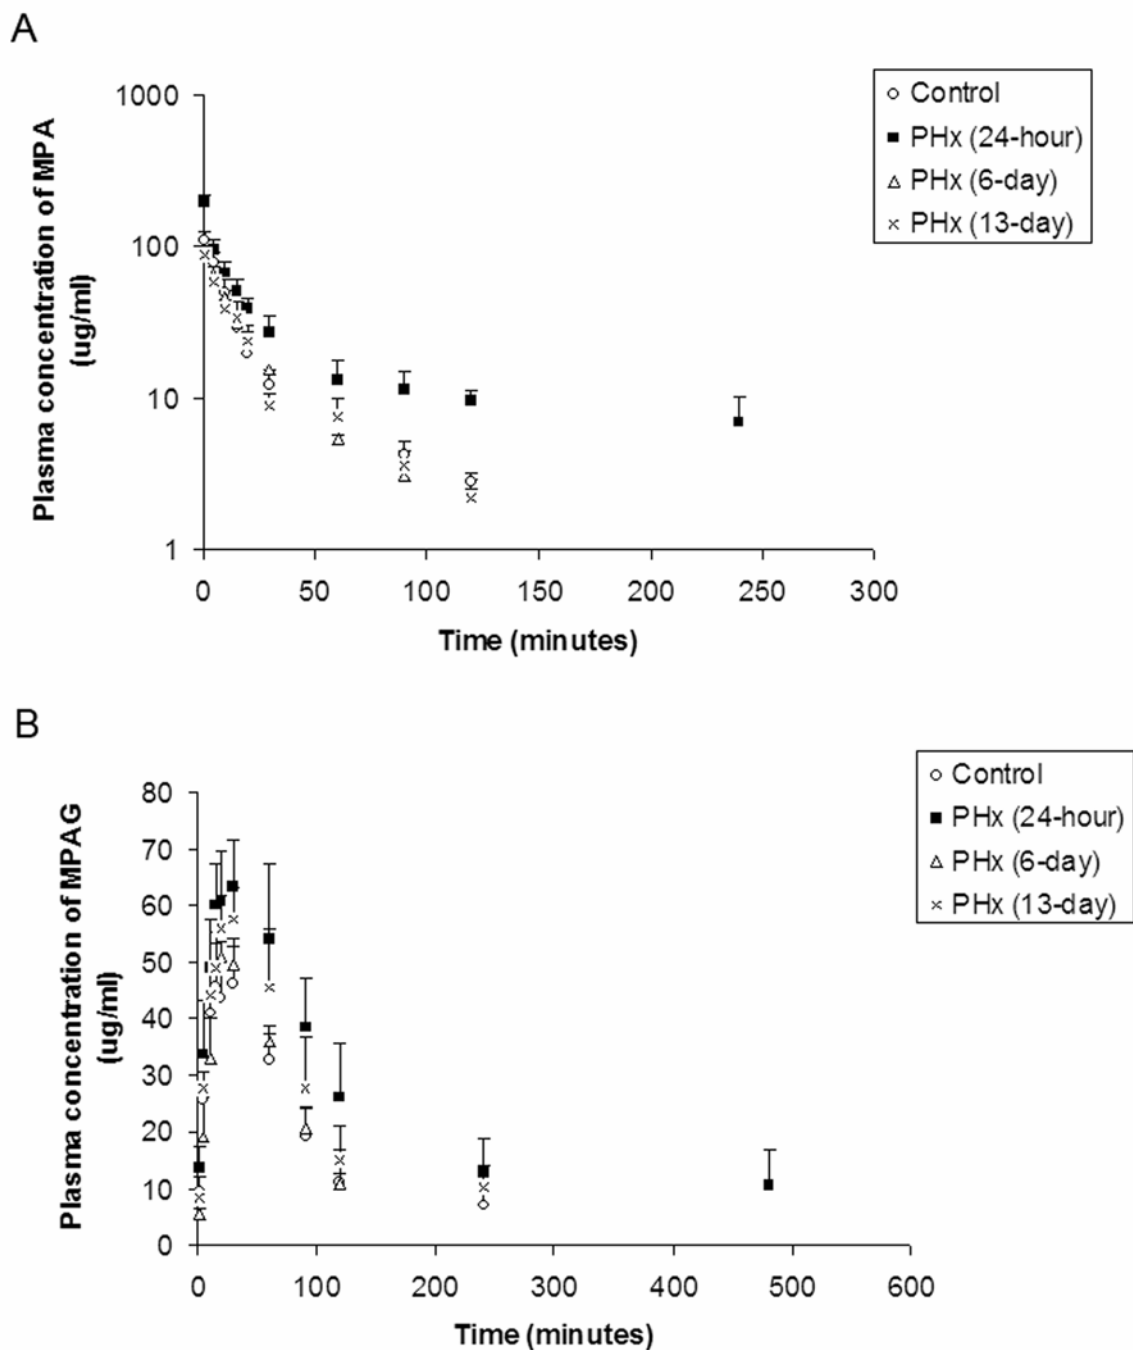 A
Plasma concentration of MPA
(ug/ml)
1000
100
10
1
0 50 100 150 200 250 300
Time (minutes)
Control
PHx (24-hour)
PHx (6-day)
PHx (13-day)
B
Plasma concentration of MPAG
(ug/ml)
80
70
60
50
40
30
20
10
0
0 100 200 300 400 500 600
Time (minutes)
Control
PHx (24-hour)
PHx (6-day)
PHx (13-day)